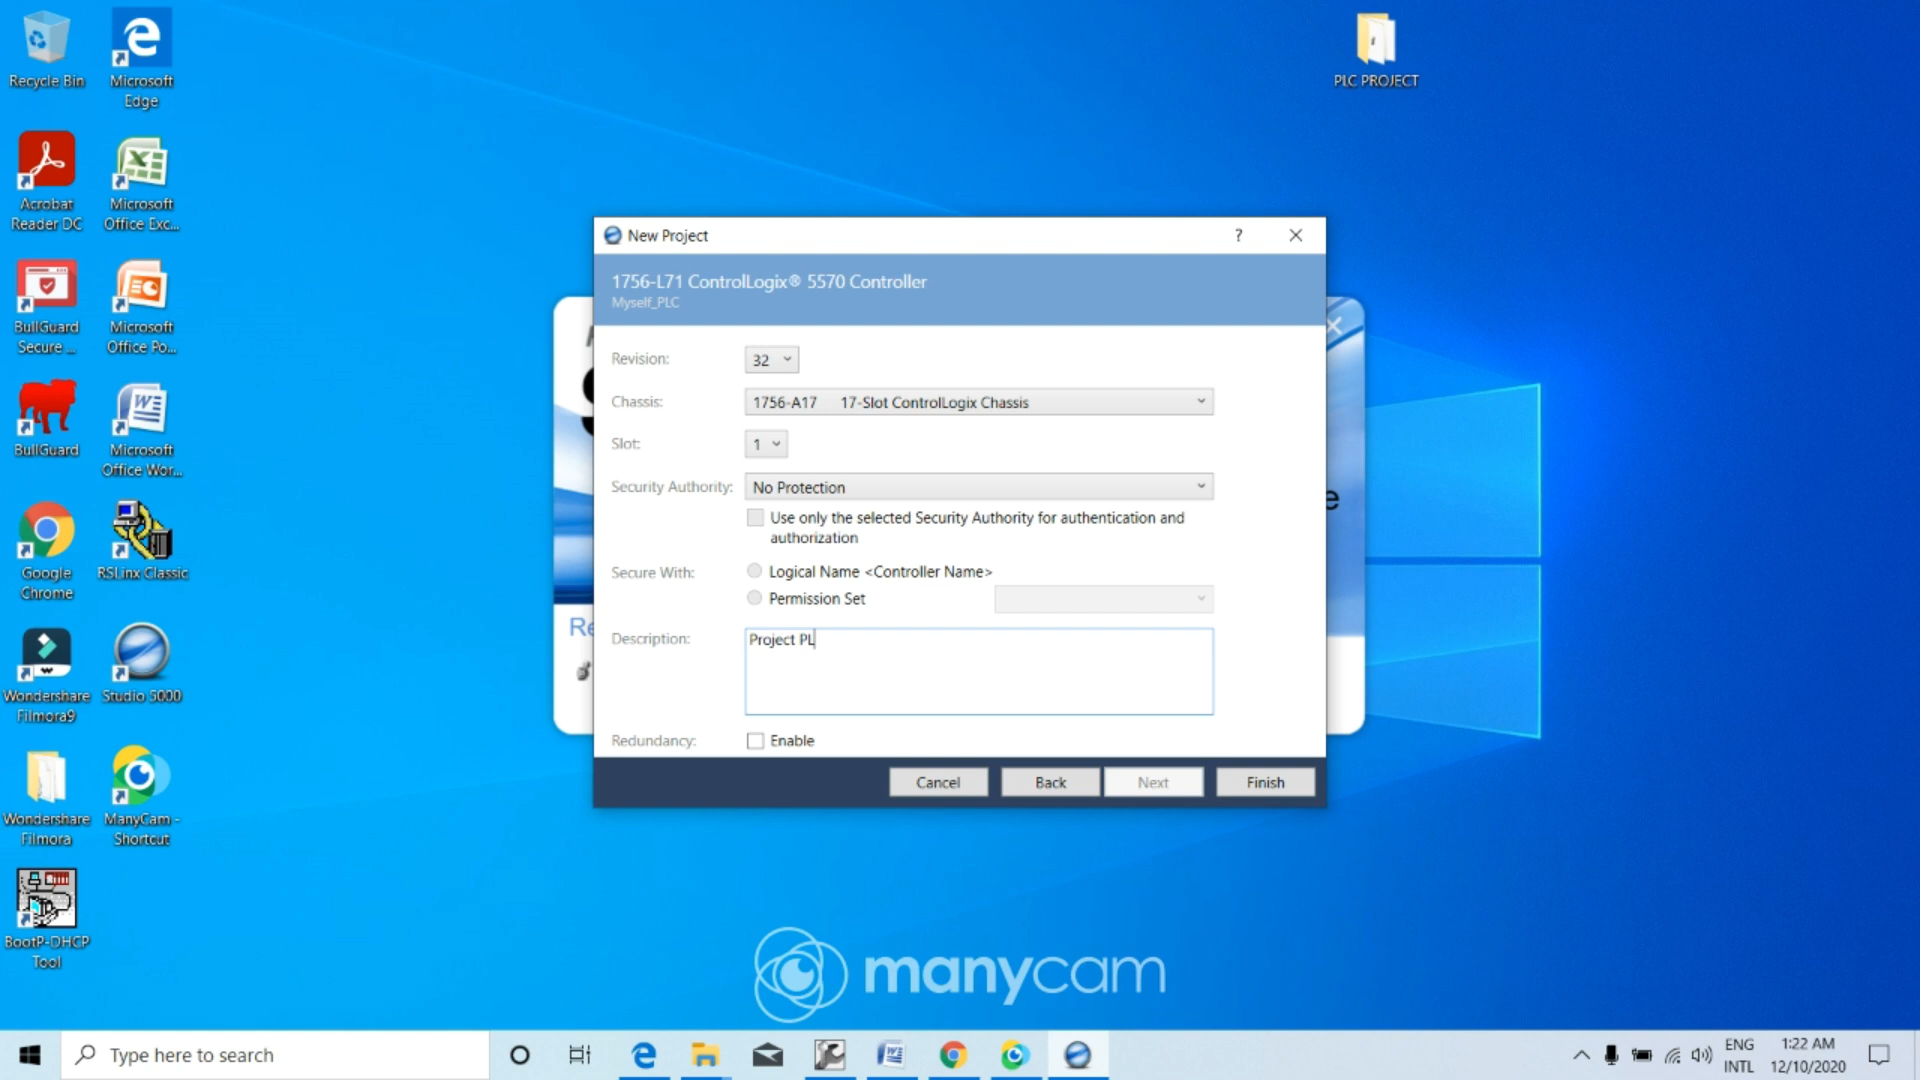 Recycle Bin
Microsoft
Edge
PLC PROJECT
Acrobat
Reader DC
Microsoft
Office Exc...
BullGuard
Secure ...
Microsoft
Office Po...
BullGuard
Microsoft
Office Wor...
Google
Chrome
RSLinx Classic
Wondershare
Filmora9
Studio 5000
Wondershare
Filmora
ManyCam -
Shortcut
BootP-DHCP
Tool
New Project
?
1756-L71 ControlLogix® 5570 Controller
Myself_PLC
Revision:
32
Chassis:
1756-A17 17-Slot ControlLogix Chassis
Slot:
1
Security Authority:
No Protection
Use only the selected Security Authority for authentication and
authorization
Secure With:
Logical Name <Controller Name>
Permission Set
Description:
Project PL
Redundancy:
Enable
Cancel
Back
Next
Finish
Re
e
manycam
Type here to search
ENG
INTL
1:22 AM
12/10/2020